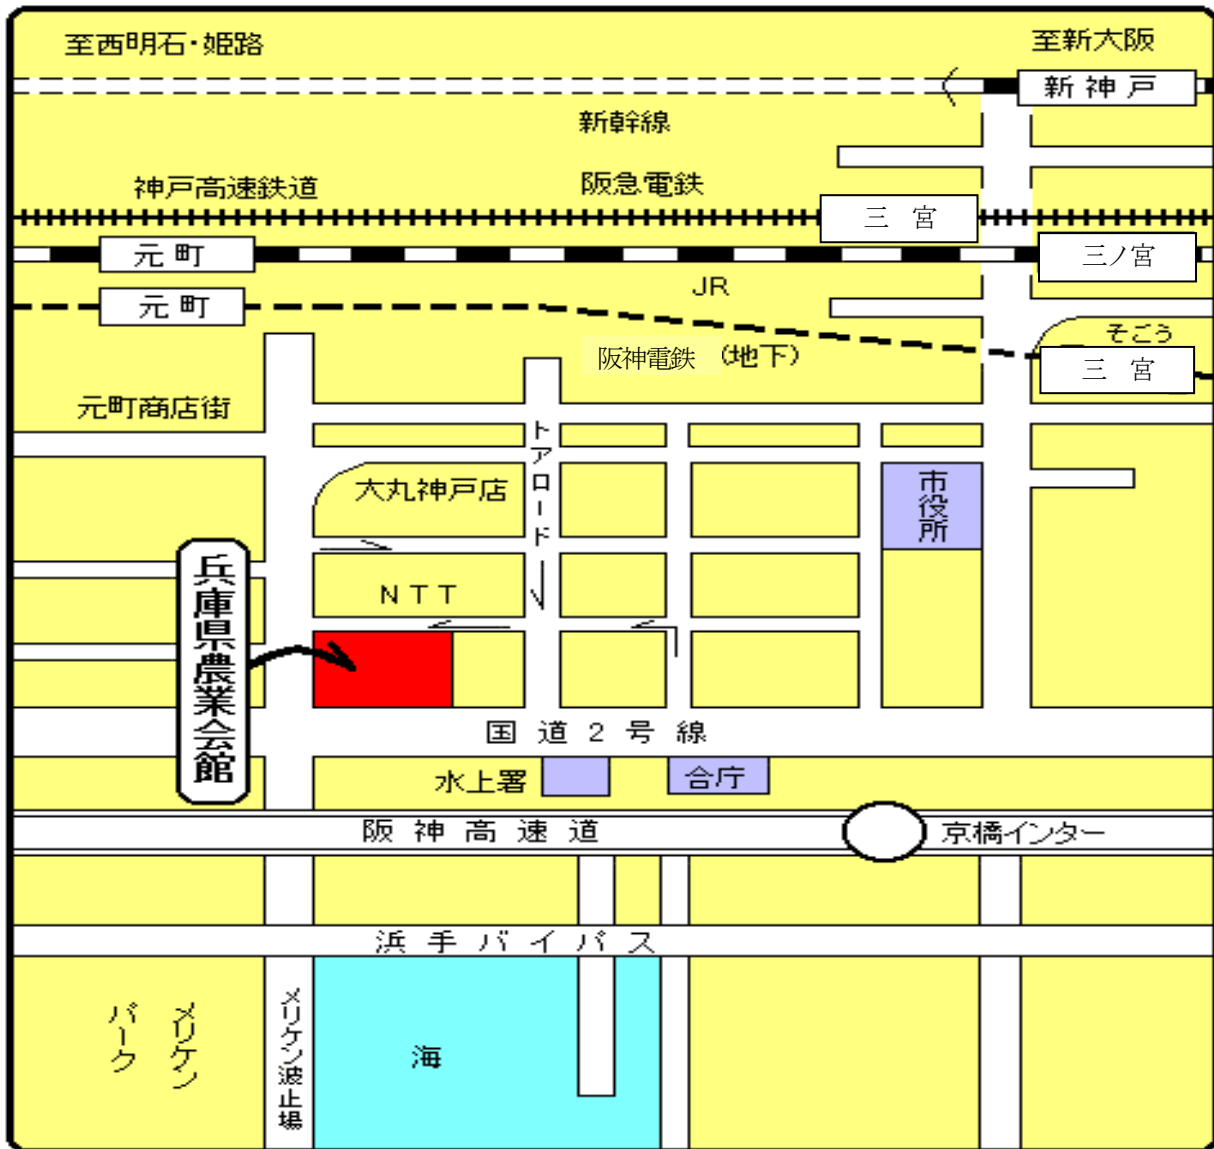 至西明石・姫路
至新大阪
新神戸
新幹線
神戸高速鉄道
阪急電鉄
三　宮
元町
三ノ宮
JR
元町
そごう
阪神電鉄 (地下)
三　宮
元町商店街
トアロード
大丸神戸店
市役所
兵庫県農業会館
NTT
国道2号線
水上署
合庁
阪神高速道
京橋インター
浜手バイパス
メリケン
パーク
メリケン波止場
海